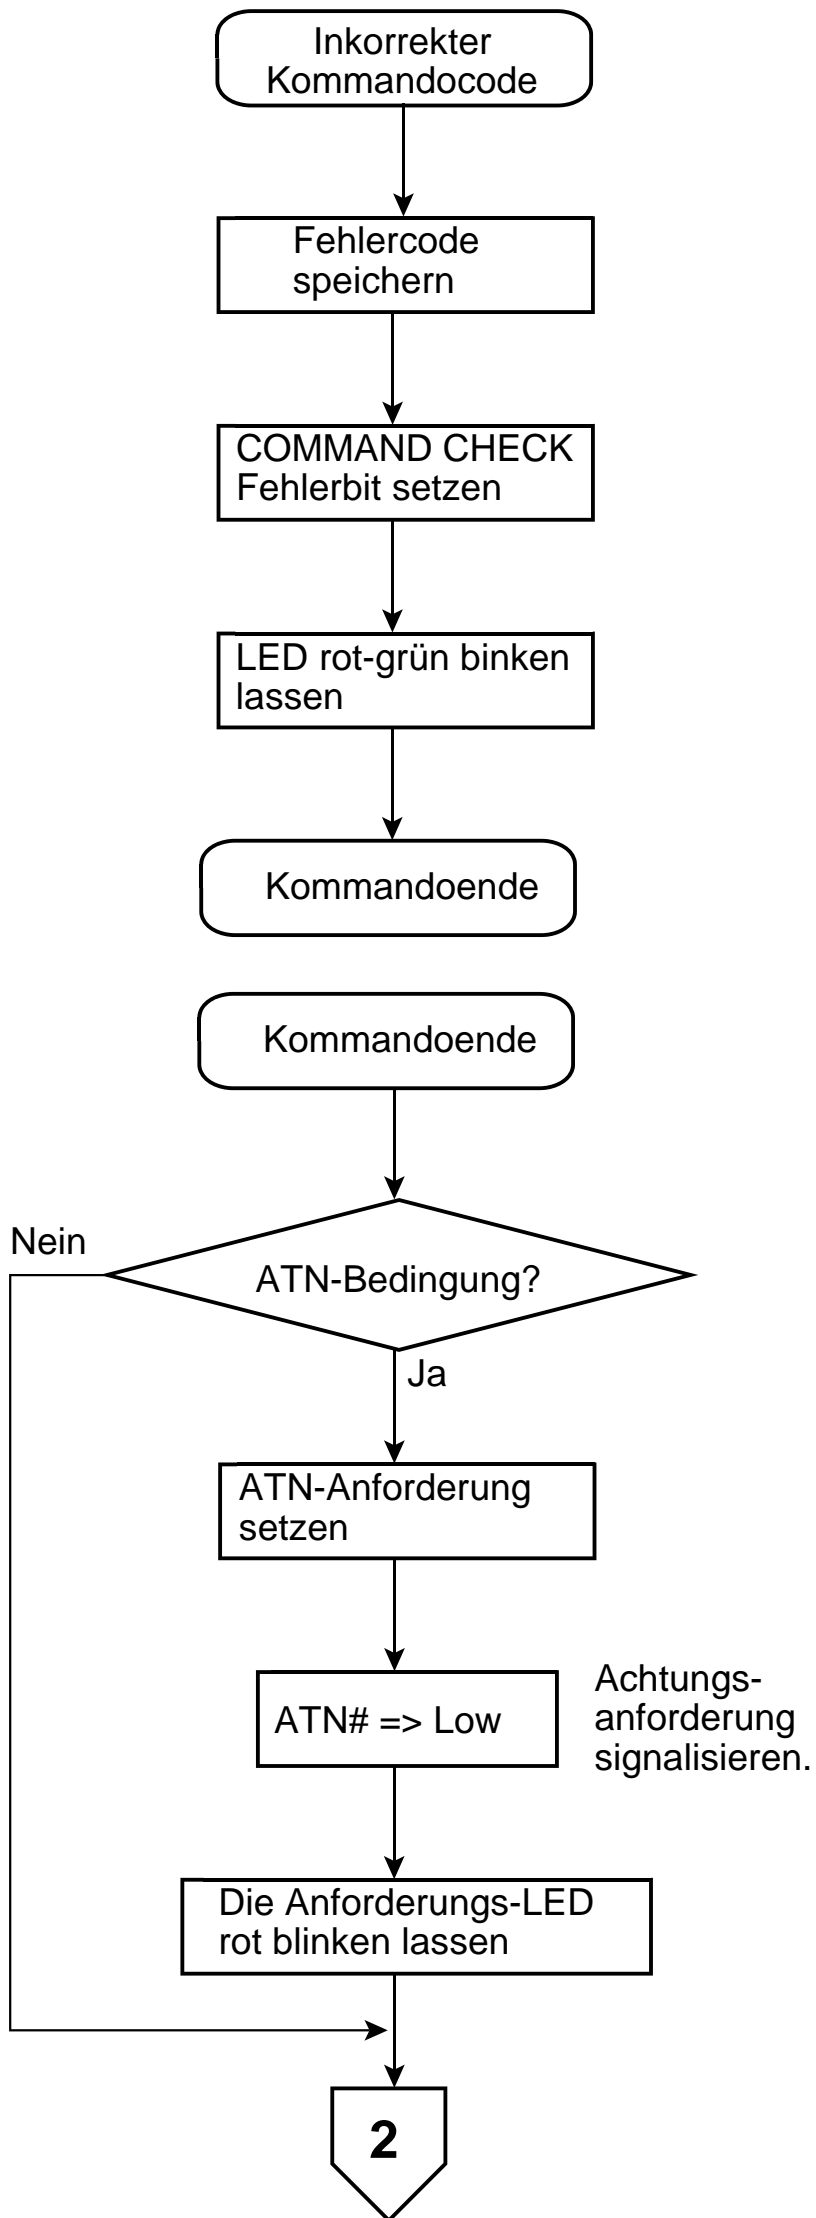 Inkorrekter
Kommandocode
Fehlercode
speichern
COMMAND CHECK
Fehlerbit setzen
LED rot-grün binken
lassen
Kommandoende
Kommandoende
Nein
ATN-Bedingung?
Ja
ATN-Anforderung
setzen
ATN# => Low
Achtungs-
anforderung
signalisieren.
Die Anforderungs-LED
rot blinken lassen
2